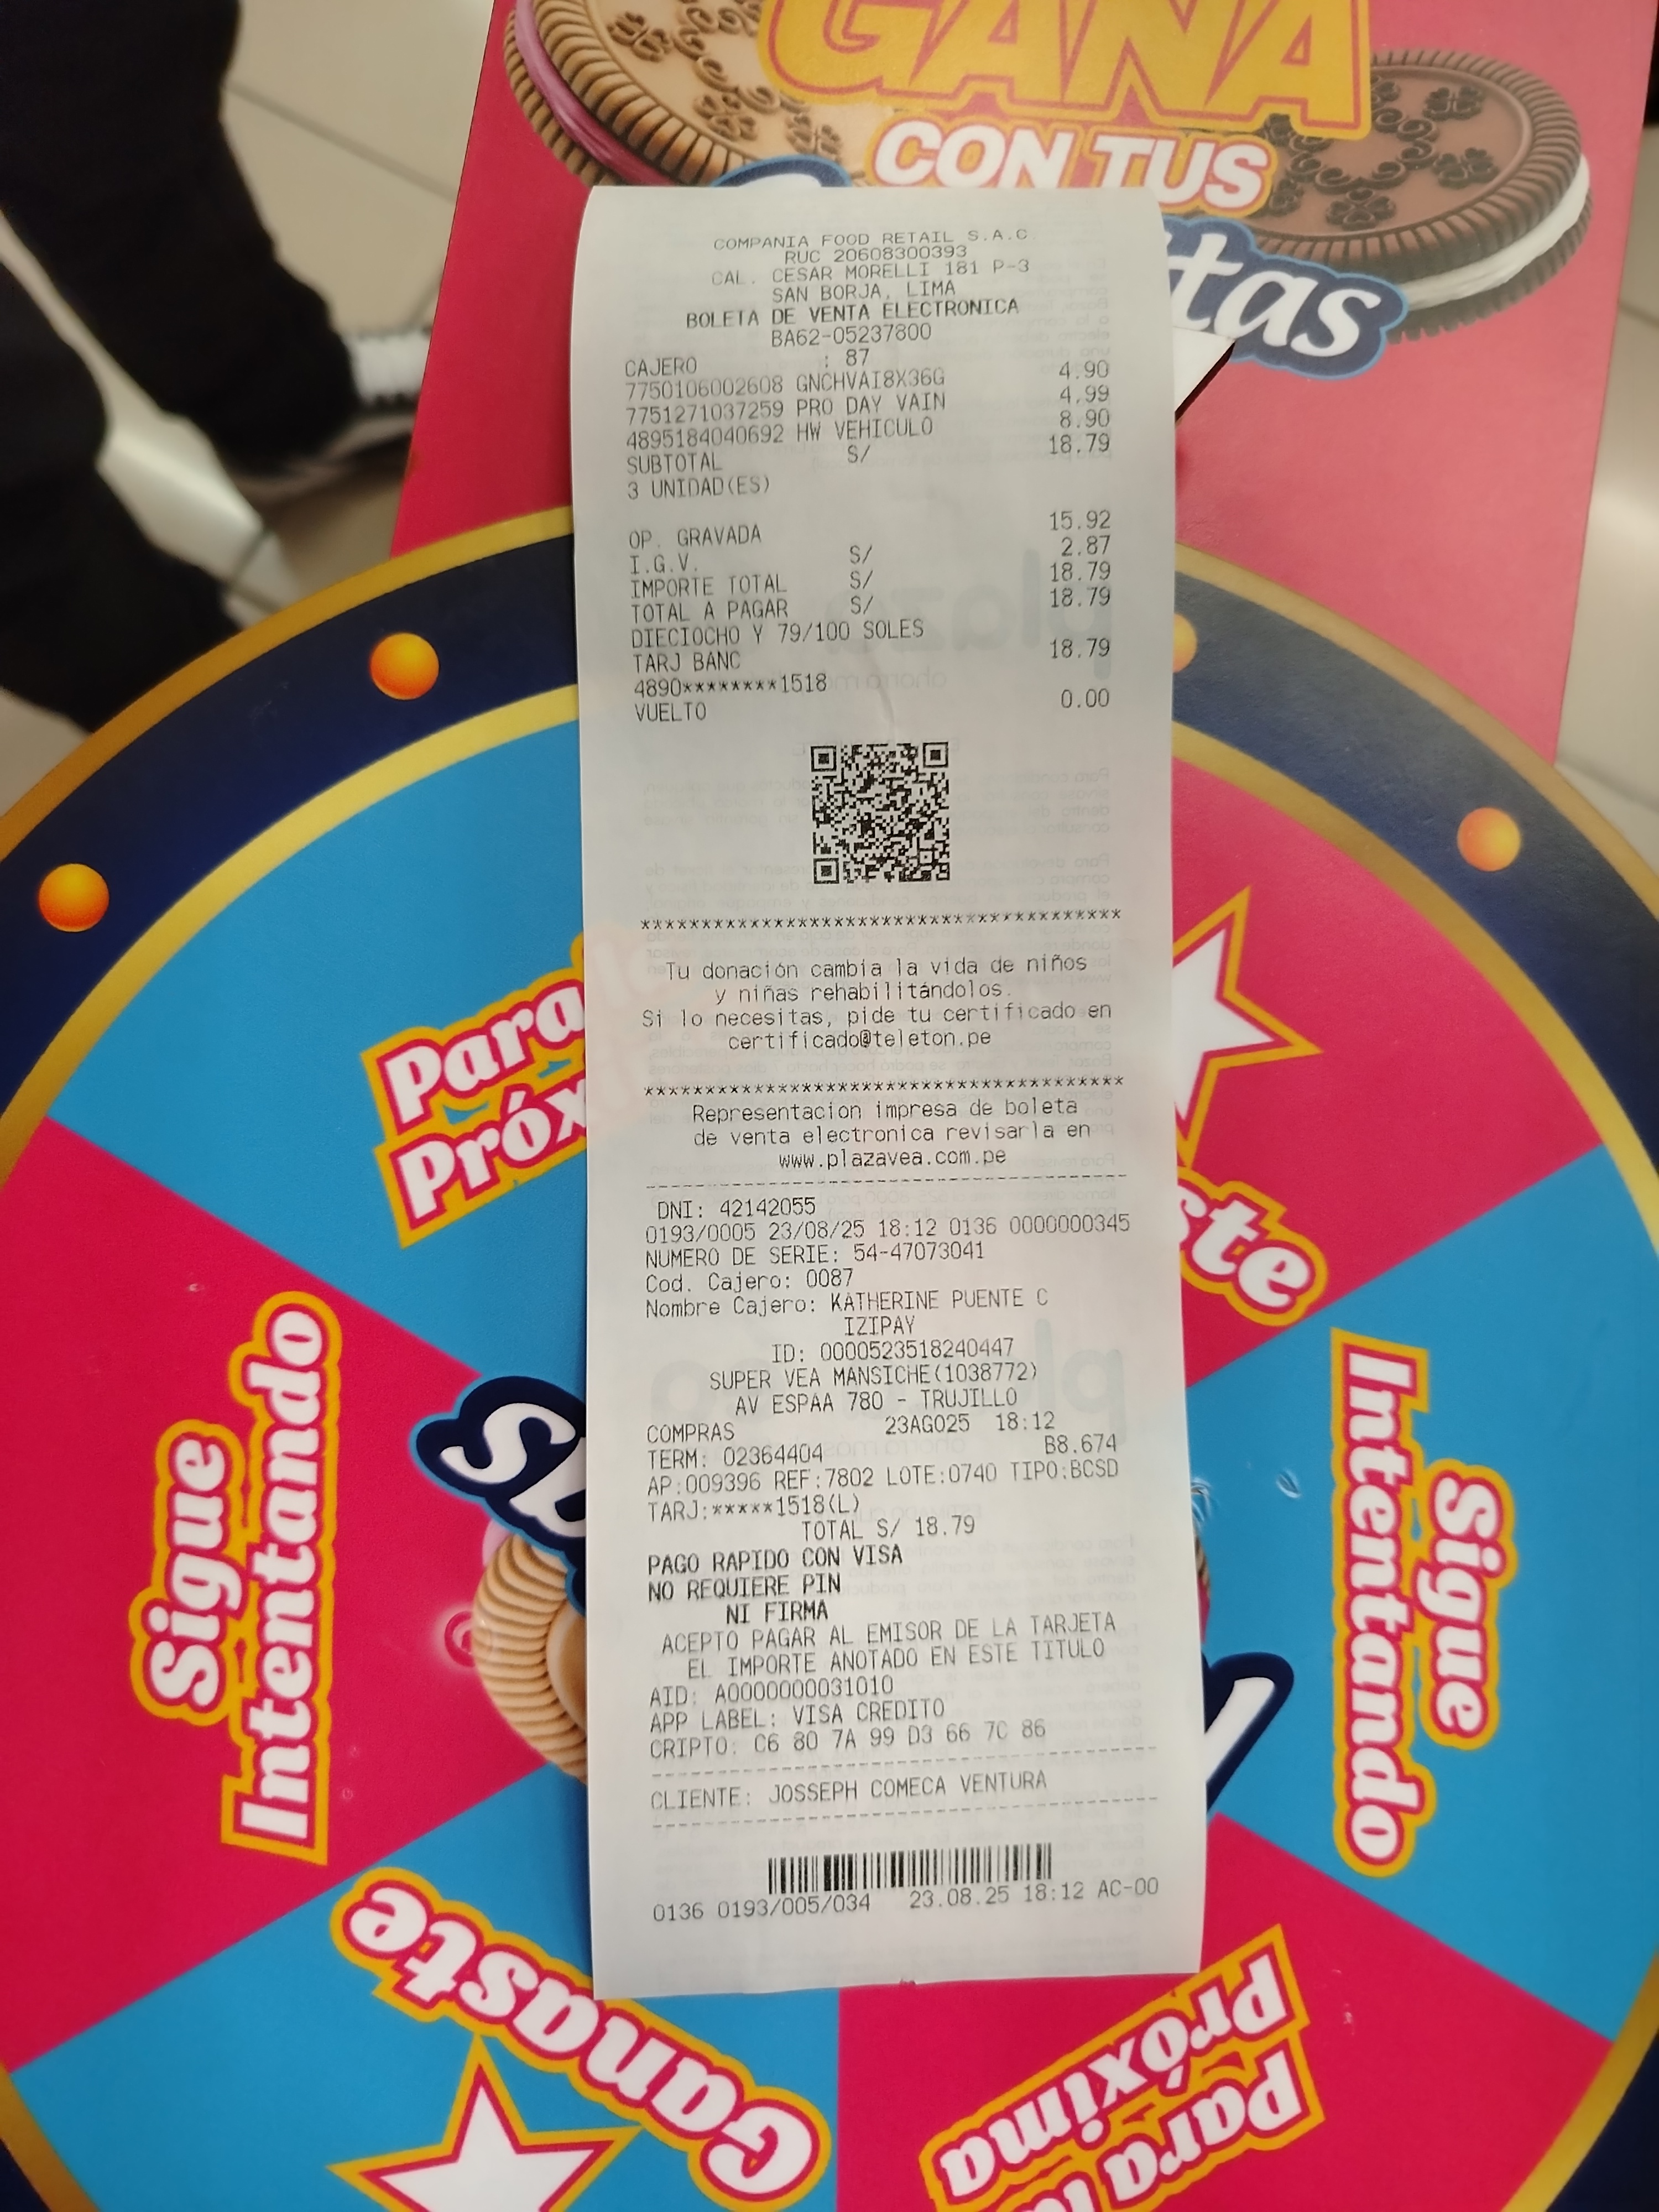 GANA
CON TUS
tas
COMPANIA FOOD RETAIL S.A.C
RUC 20608300393
CAL. CESAR MORELLI 181 P-3
SAN BORJA, LIMA
BOLETA DE VENTA ELECTRONICA
BA62-05237800
CAJERO : 87
7750106002608 GNCHVAI8X36G 4.90
7751271037259 PRO DAY VAIN 4.99
4895184040692 HW VEHICULO 8.90
SUBTOTAL S/ 18.79
3 UNIDAD(ES)
OP. GRAVADA 15.92
I.G.V. S/ 2.87
IMPORTE TOTAL S/ 18.79
TOTAL A PAGAR S/ 18.79
DIECIOCHO Y 79/100 SOLES
TARJ BANC 18.79
4890********1518
VUELTO 0.00
****************************************
Tu donación cambia la vida de niños
y niñas rehabilitándolos.
Si lo necesitas, pide tu certificado en
certificado@teleton.pe
****************************************
Representacion impresa de boleta
de venta electronica revisarla en
www.plazavea.com.pe
----------------------------------------
DNI: 42142055
0193/0005 23/08/25 18:12 0136 0000000345
NUMERO DE SERIE: 54-47073041
Cod. Cajero: 0087
Nombre Cajero: KATHERINE PUENTE C
IZIPAY
ID: 0000523518240447
SUPER VEA MANSICHE(1038772)
AV ESPAA 780 - TRUJILLO
COMPRAS 23AGO25 18:12
TERM: 02364404 B8.674
AP:009396 REF:7802 LOTE:0740 TIPO:BCSD
TARJ:*****1518(L)
TOTAL S/ 18.79
PAGO RAPIDO CON VISA
NO REQUIERE PIN
NI FIRMA
ACEPTO PAGAR AL EMISOR DE LA TARJETA
EL IMPORTE ANOTADO EN ESTE TITULO
AID: A0000000031010
APP LABEL: VISA CREDITO
CRIPTO: C6 80 7A 99 D3 66 7C 86
----------------------------------------
CLIENTE: JOSSEPH COMECA VENTURA
----------------------------------------
0136 0193/005/034 23.08.25 18:12 AC-00
Para
Próx
ste
Sigue
Intentando
Sigue
Intentando
Ganaste
Para la
Próxima